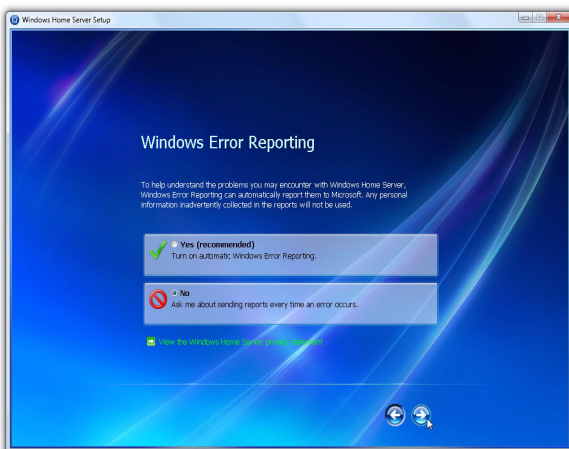 Windows Home Server Setup
Windows Error Reporting
To help understand the problems you may encounter with Windows Home Server,
Windows Error Reporting can automatically report them to Microsoft. Any personal
information inadvertently collected in the reports will not be used.
Yes (recommended)
Turn on automatic Windows Error Reporting.
No
Ask me about sending reports every time an error occurs.
View the Windows Home Server privacy statement